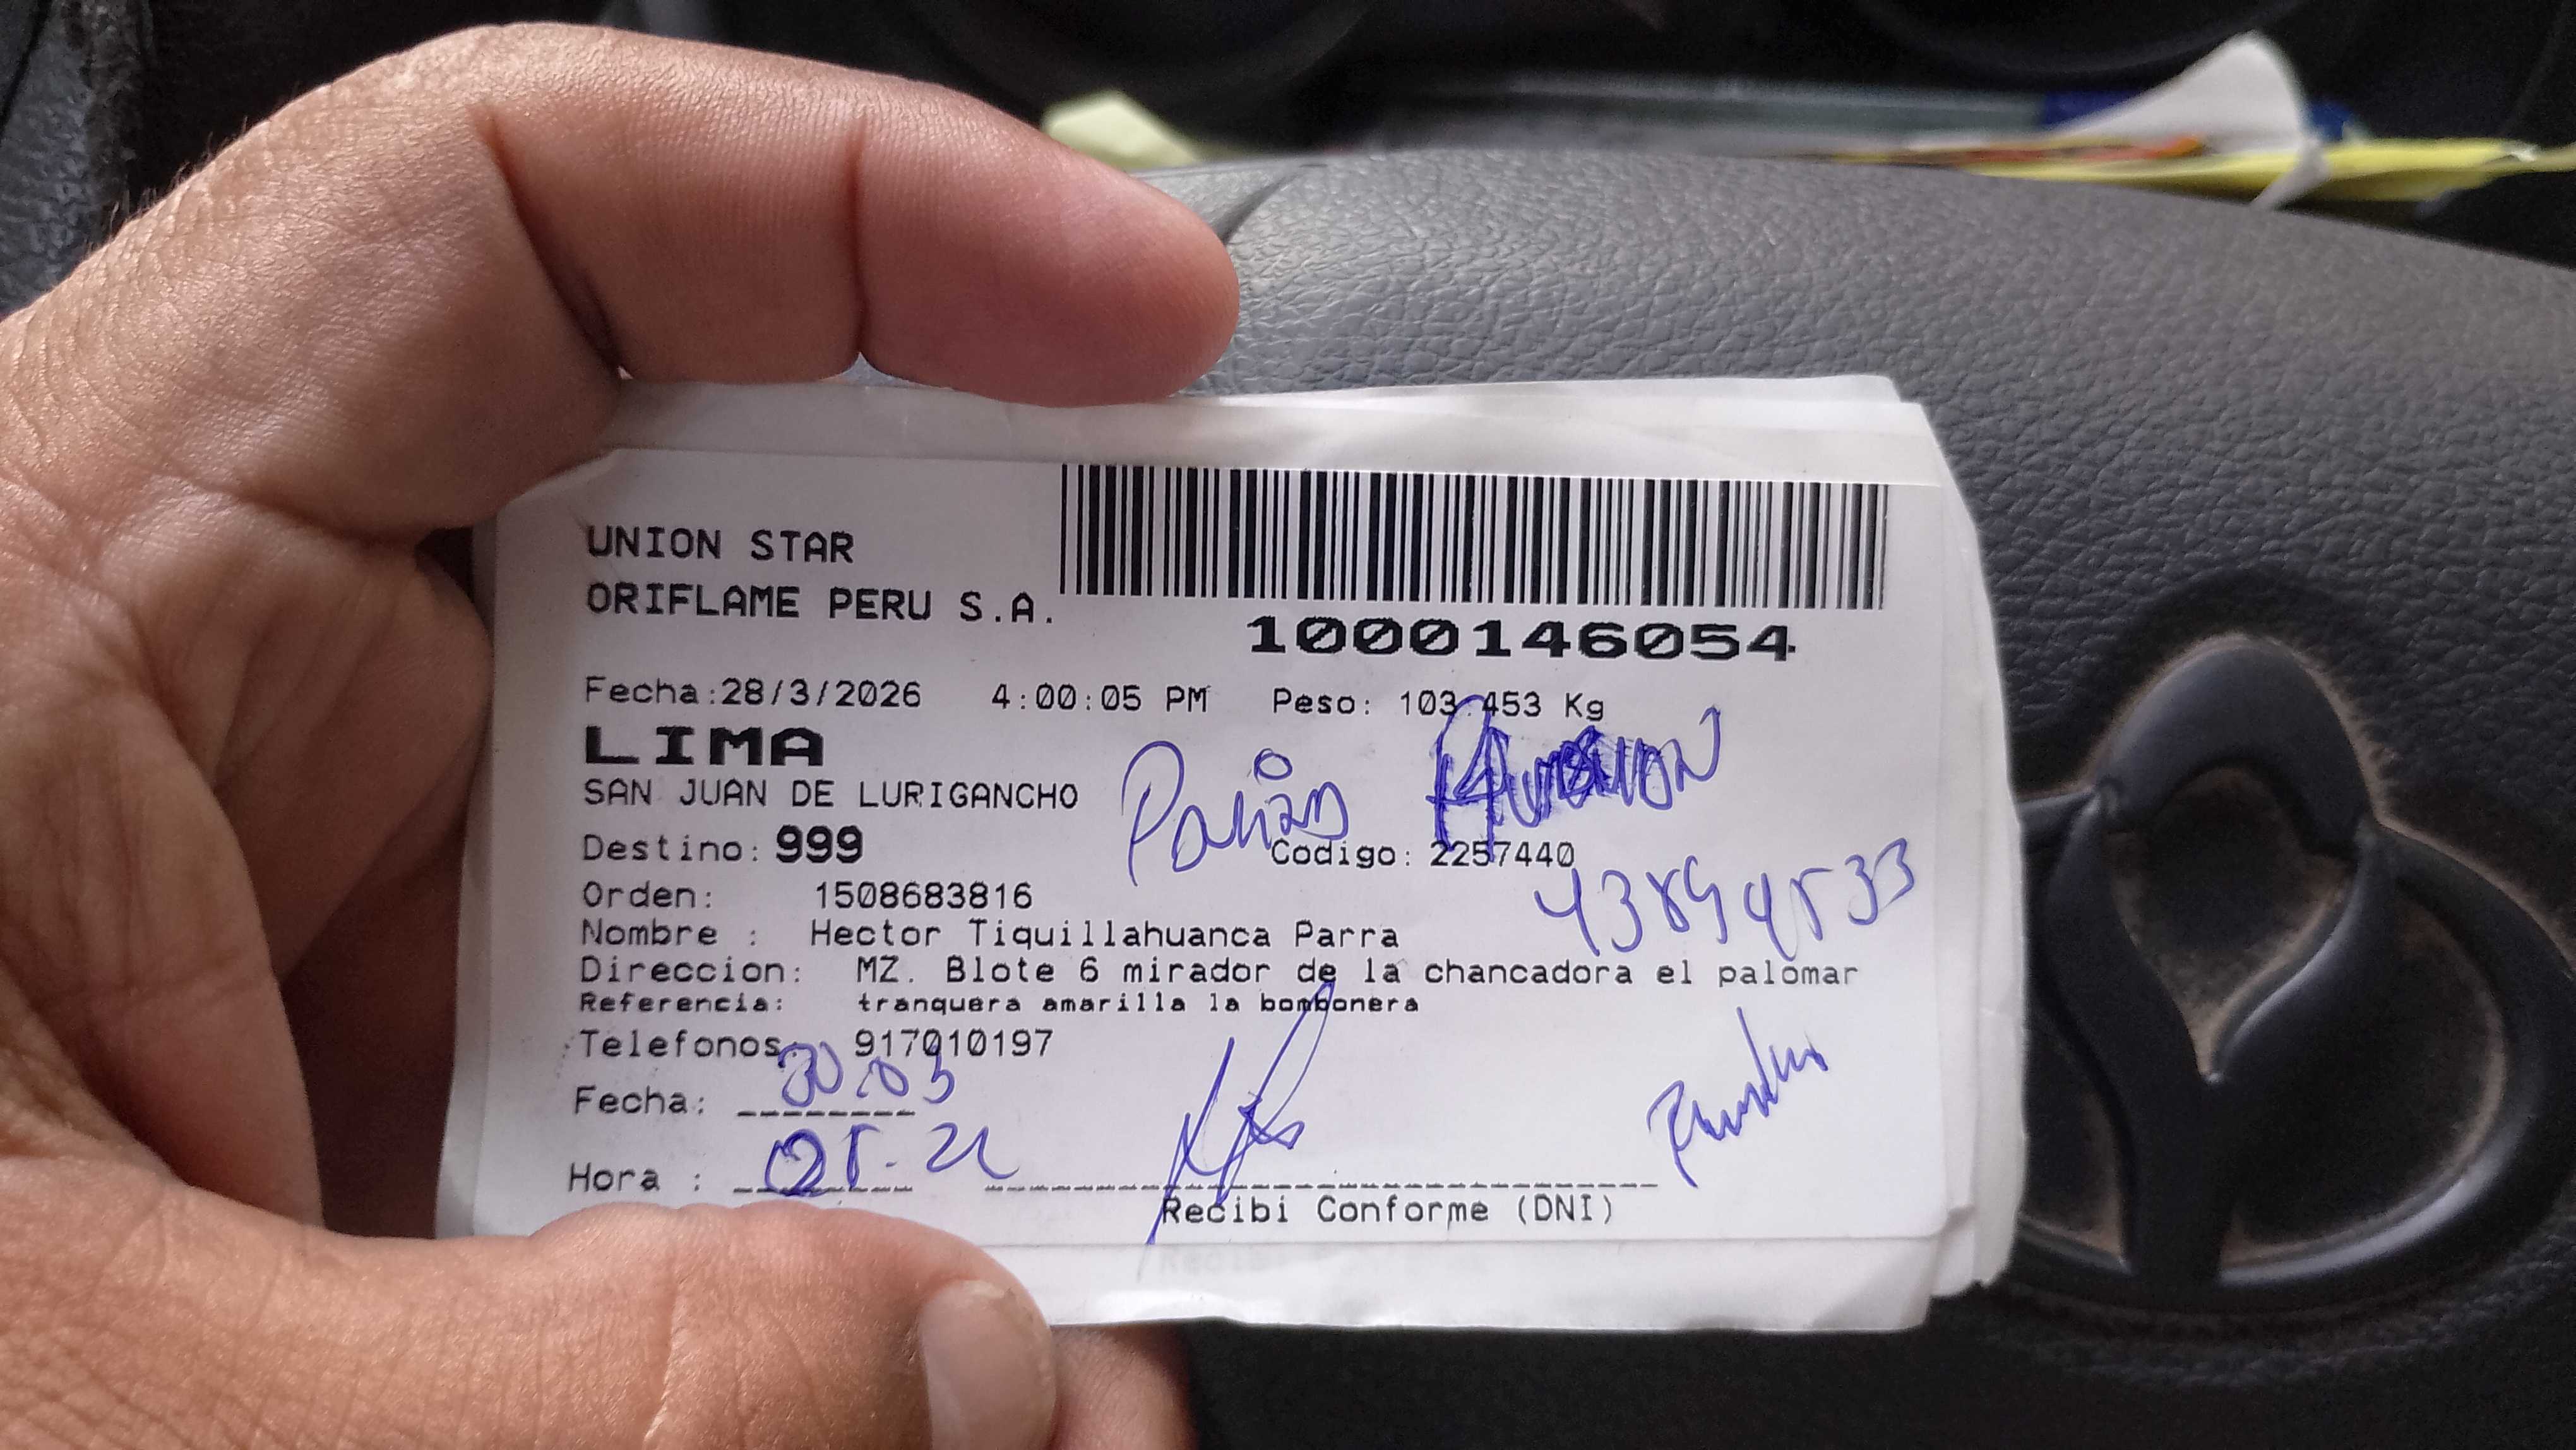 UNION STAR
ORIFLAME PERU S.A.
1000146054
Fecha:28/3/2026 4:00:05 PM Peso: 103.453 Kg
LIMA
SAN JUAN DE LURIGANCHO
Destino: 999 Codigo: 2257440
Orden: 1508683816
Nombre : Hector Tiquillahuanca Parra
Direccion: MZ. Blote 6 mirador de la chancadora el palomar
Referencia: tranquera amarilla la bombonera
Telefonos: 917010197
Fecha: 30.03
Hora :
Recibi Conforme (DNI)